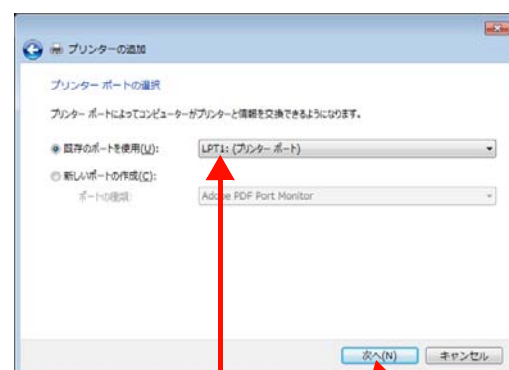 プリンターの追加
プリンター ポートの選択
プリンター ポートによってコンピューターがプリンターと情報を交換できるようになります。
既存のポートを使用(U): LPT1: (プリンター ポート)
新しいポートの作成(C):
ポートの種類: Adobe PDF Port Monitor
次へ(N) キャンセル